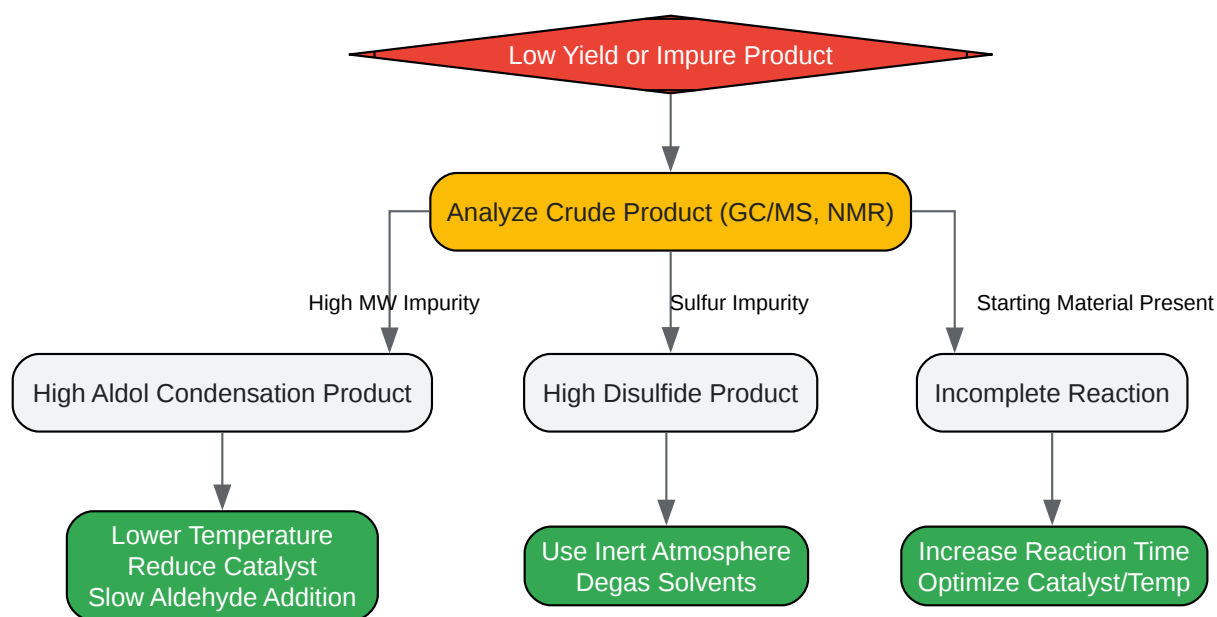 Low Yield or Impure Product
Analyze Crude Product (GC/MS, NMR)
High MW Impurity
Sulfur Impurity
Starting Material Present
High Aldol Condensation Product
High Disulfide Product
Incomplete Reaction
Lower Temperature
Reduce Catalyst
Slow Aldehyde Addition
Use Inert Atmosphere
Degas Solvents
Increase Reaction Time
Optimize Catalyst/Temp